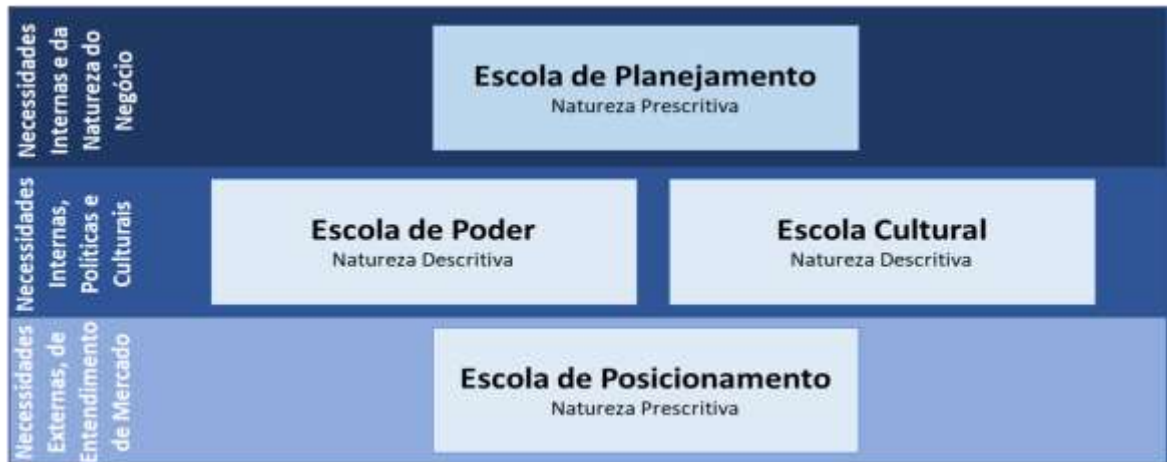 Necessidades
Internas e da
Natureza do
Negócio
Escola de Planejamento
Natureza Prescritiva
Necessidades
Internas,
Políticas e
Culturais
Escola de Poder
Natureza Descritiva
Escola Cultural
Natureza Descritiva
Necessidades
Externas, de
Entendimento
de Mercado
Escola de Posicionamento
Natureza Prescritiva